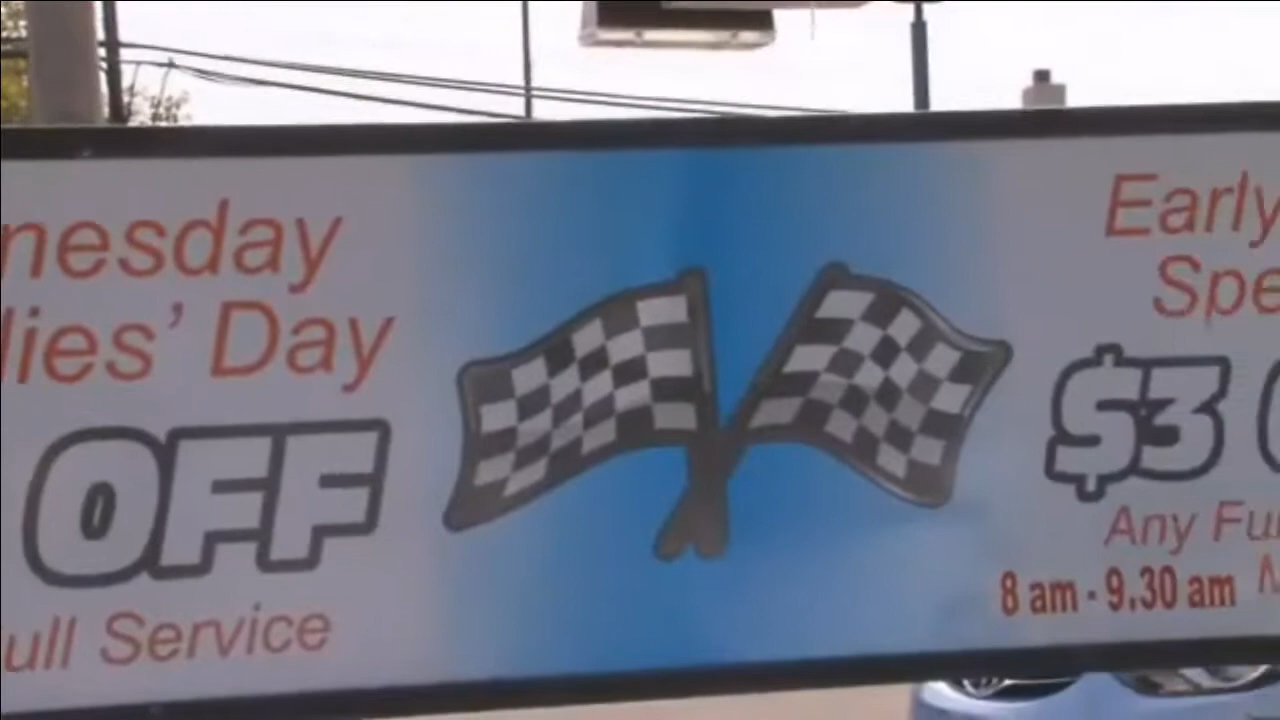 nesday
lies' Day
OFF
ull Service
Early
Spe
$3
Any Fu
8 am - 9.30 am